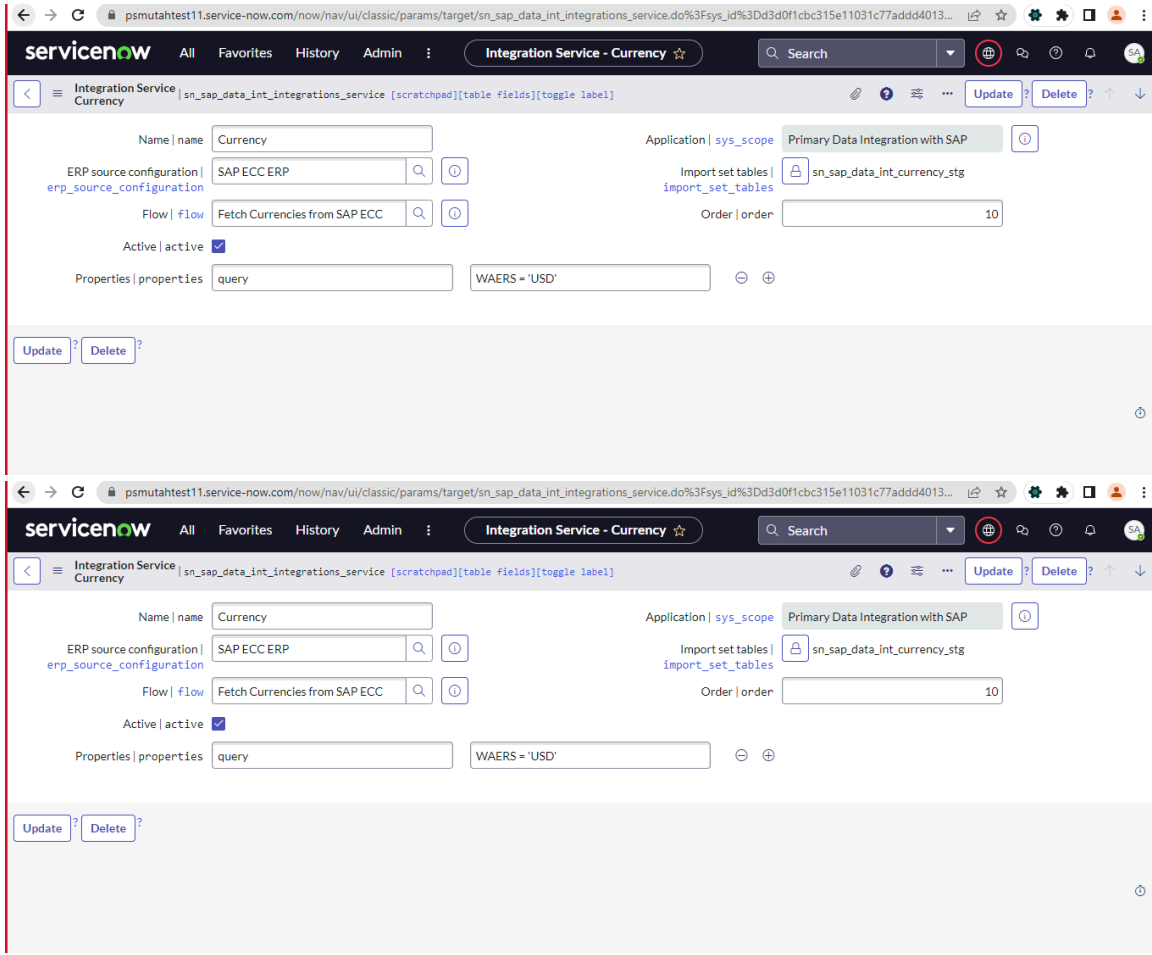 psmutahtest11.service-now.com/now/nav/ui/classic/params/target/sn_sap_data_int_integrations_service.do%3Fsys_id%3Dd3d0f1cbc315e11031c77addd4013...
servicenow All Favorites History Admin Integration Service - Currency Search SA
Integration Service
Currency
| sn_sap_data_int_integrations_service [scratchpad][table fields][toggle label] ? ... Update ? Delete ?
Name | name Currency Application | sys_scope Primary Data Integration with SAP
ERP source configuration |
erp_source_configuration
SAP ECC ERP Import set tables |
import_set_tables
sn_sap_data_int_currency_stg
Flow | flow Fetch Currencies from SAP ECC Order | order 10
Active | active
Properties | properties query WAERS = 'USD'
Update ? Delete ?
psmutahtest11.service-now.com/now/nav/ui/classic/params/target/sn_sap_data_int_integrations_service.do%3Fsys_id%3Dd3d0f1cbc315e11031c77addd4013...
servicenow All Favorites History Admin Integration Service - Currency Search SA
Integration Service
Currency
| sn_sap_data_int_integrations_service [scratchpad][table fields][toggle label] ? ... Update ? Delete ?
Name | name Currency Application | sys_scope Primary Data Integration with SAP
ERP source configuration |
erp_source_configuration
SAP ECC ERP Import set tables |
import_set_tables
sn_sap_data_int_currency_stg
Flow | flow Fetch Currencies from SAP ECC Order | order 10
Active | active
Properties | properties query WAERS = 'USD'
Update ? Delete ?